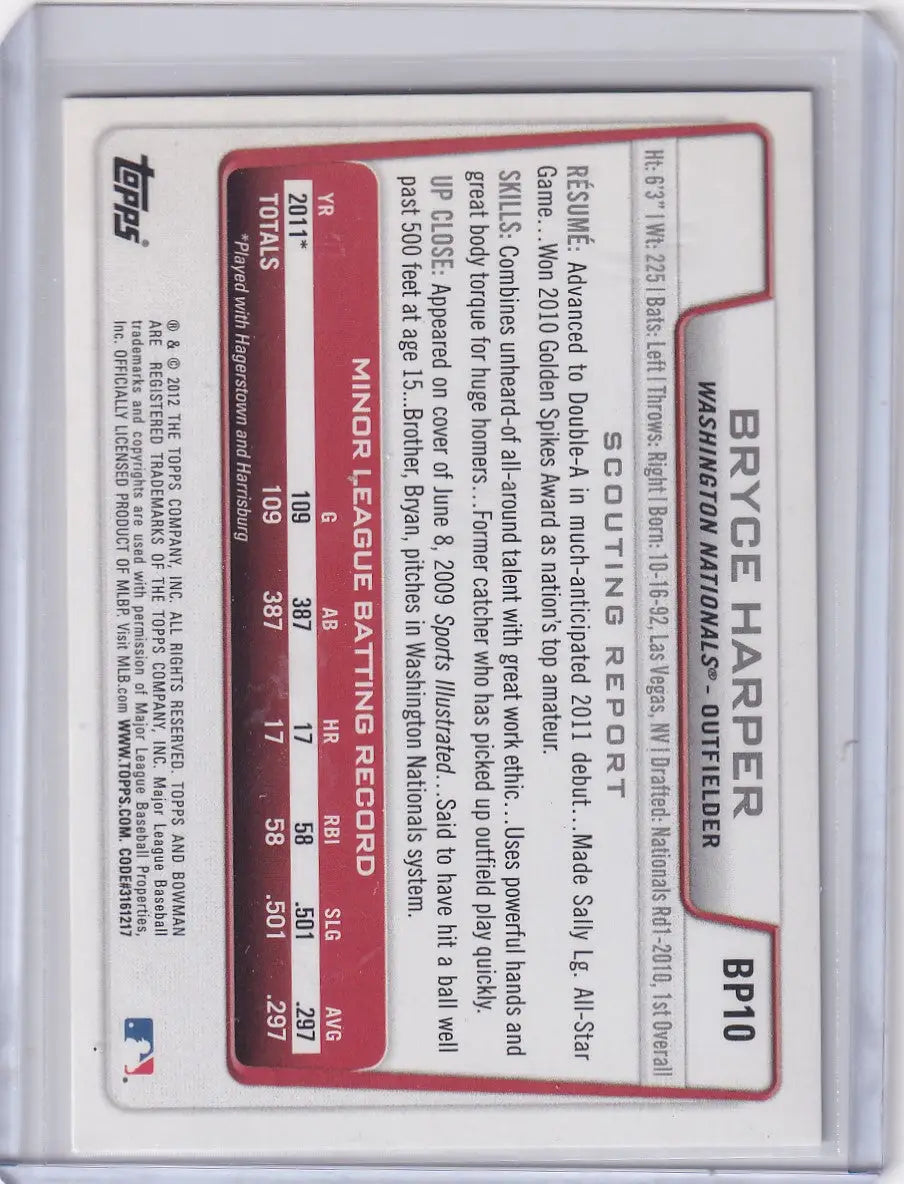 BRYCE HARPER
BP10
WASHINGTON NATIONALS® - OUTFIELDER
Ht: 6'3" | Wt: 225 | Bats: Left | Throws: Right | Born: 10-16-92, Las Vegas, NV | Drafted: Nationals Rd1-2010, 1st Overall
SCOUTING REPORT
RÉSUMÉ: Advanced to Double-A in much-anticipated 2011 debut...Made Sally Lg. All-Star
Game...Won 2010 Golden Spikes Award as nation's top amateur.
SKILLS: Combines unheard-of all-around talent with great work ethic...Uses powerful hands and
great body torque for huge homers...Former catcher who has picked up outfield play quickly.
UP CLOSE: Appeared on cover of June 8, 2009 Sports Illustrated...Said to have hit a ball well
past 500 feet at age 15...Brother, Bryan, pitches in Washington Nationals system.
MINOR LEAGUE BATTING RECORD
YR G AB HR RBI SLG AVG
2011* 109 387 17 58 .501 .297
TOTALS 109 387 17 58 .501 .297
*Played with Hagerstown and Harrisburg
topps®
® & © 2012 THE TOPPS COMPANY, INC. ALL RIGHTS RESERVED. TOPPS AND BOWMAN
ARE REGISTERED TRADEMARKS OF THE TOPPS COMPANY, INC. Major League Baseball
trademarks and copyrights are used with permission of Major League Baseball Properties,
Inc. OFFICIALLY LICENSED PRODUCT OF MLBP. Visit MLB.com WWW.TOPPS.COM. CODE#3161217